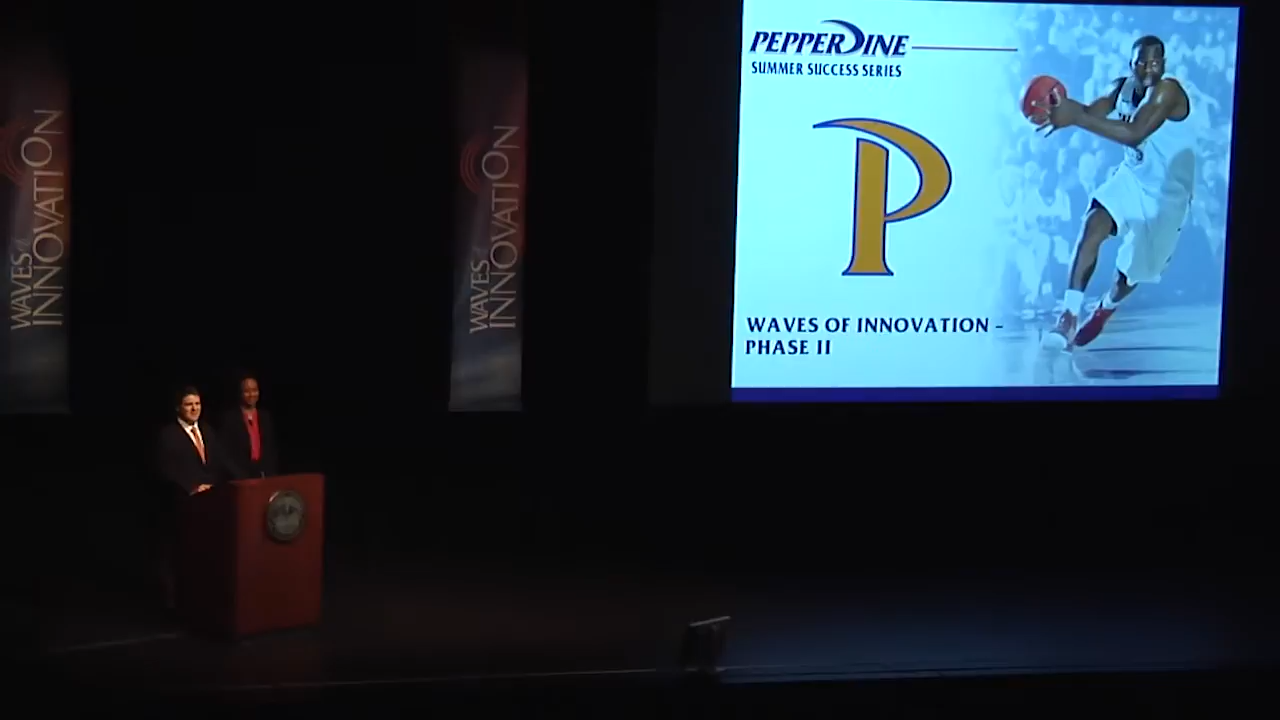 WAVES of
INNOVATION
WAVES of
INNOVATION
PEPPERDINE
SUMMER SUCCESS SERIES
P
WAVES OF INNOVATION –
PHASE II